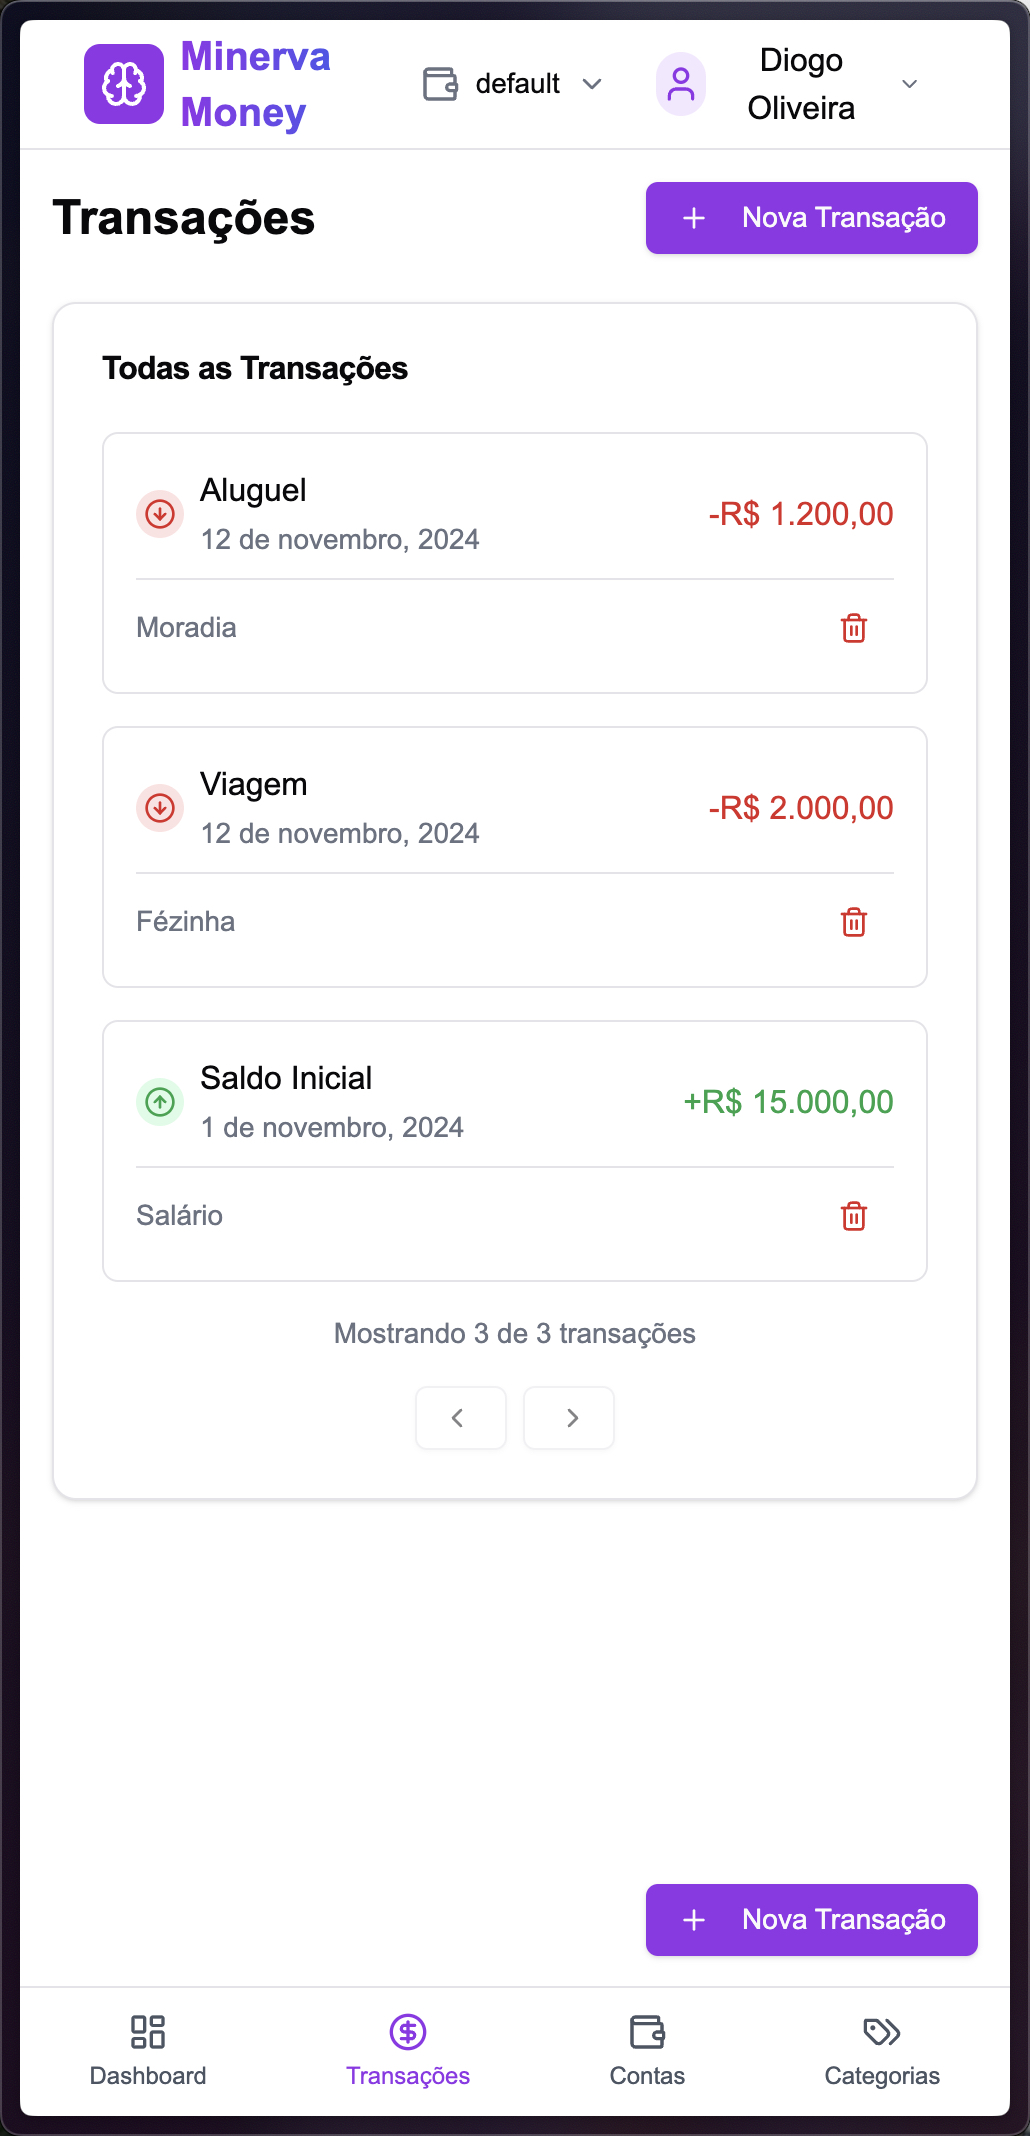 Minerva
Money
default
Diogo
Oliveira
Transações
Nova Transação
Todas as Transações
Aluguel
12 de novembro, 2024
-R$ 1.200,00
Moradia
Viagem
12 de novembro, 2024
-R$ 2.000,00
Fézinha
Saldo Inicial
1 de novembro, 2024
+R$ 15.000,00
Salário
Mostrando 3 de 3 transações
Nova Transação
Dashboard
Transações
Contas
Categorias